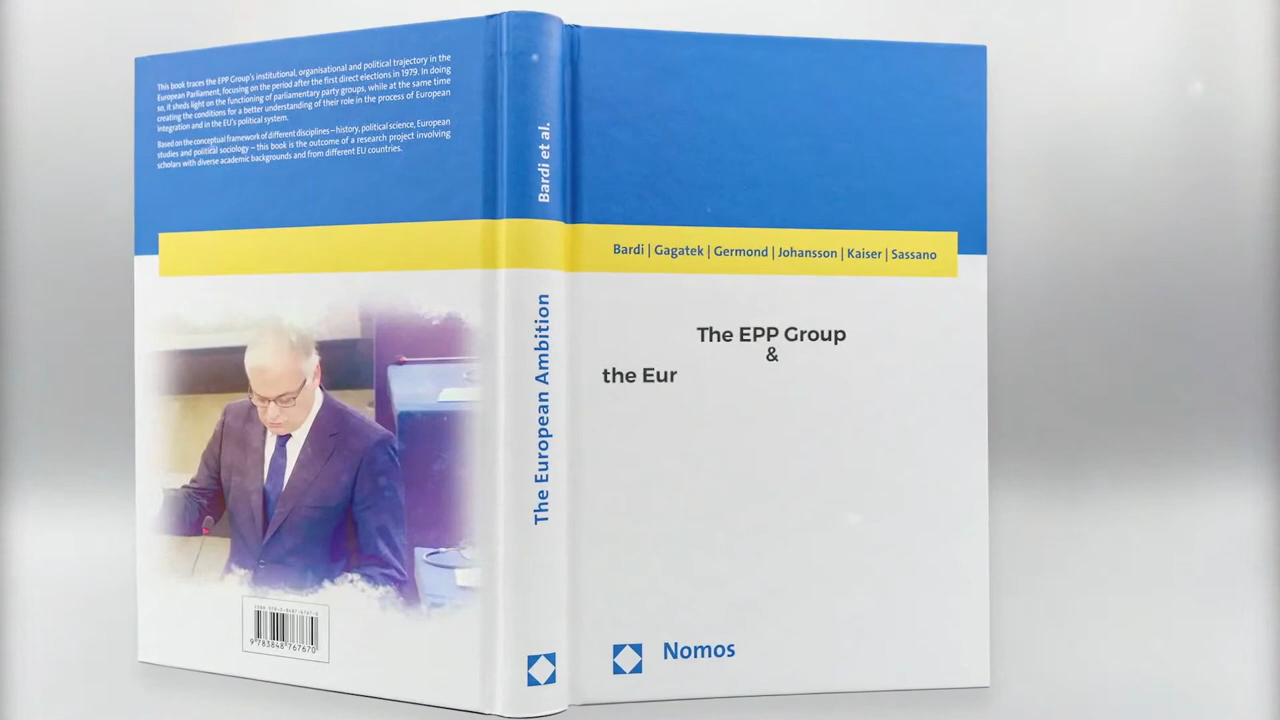 This book traces the EPP Group's institutional, organisational and political trajectory in the
European Parliament, focusing on the period after the first direct elections in 1979. In doing
so, it sheds light on the functioning of parliamentary party groups, while at the same time
creating the conditions for a better understanding of their role in the process of European
integration and in the EU's political system.
Based on the conceptual framework of different disciplines – history, political science, European
studies and political sociology – this book is the outcome of a research project involving
scholars with diverse academic backgrounds and from different EU countries.
9 783848 767670
Bardi et al.
The European Ambition
Bardi | Gagatek | Germond | Johansson | Kaiser | Sassano
The EPP Group
&
the Eur
Nomos